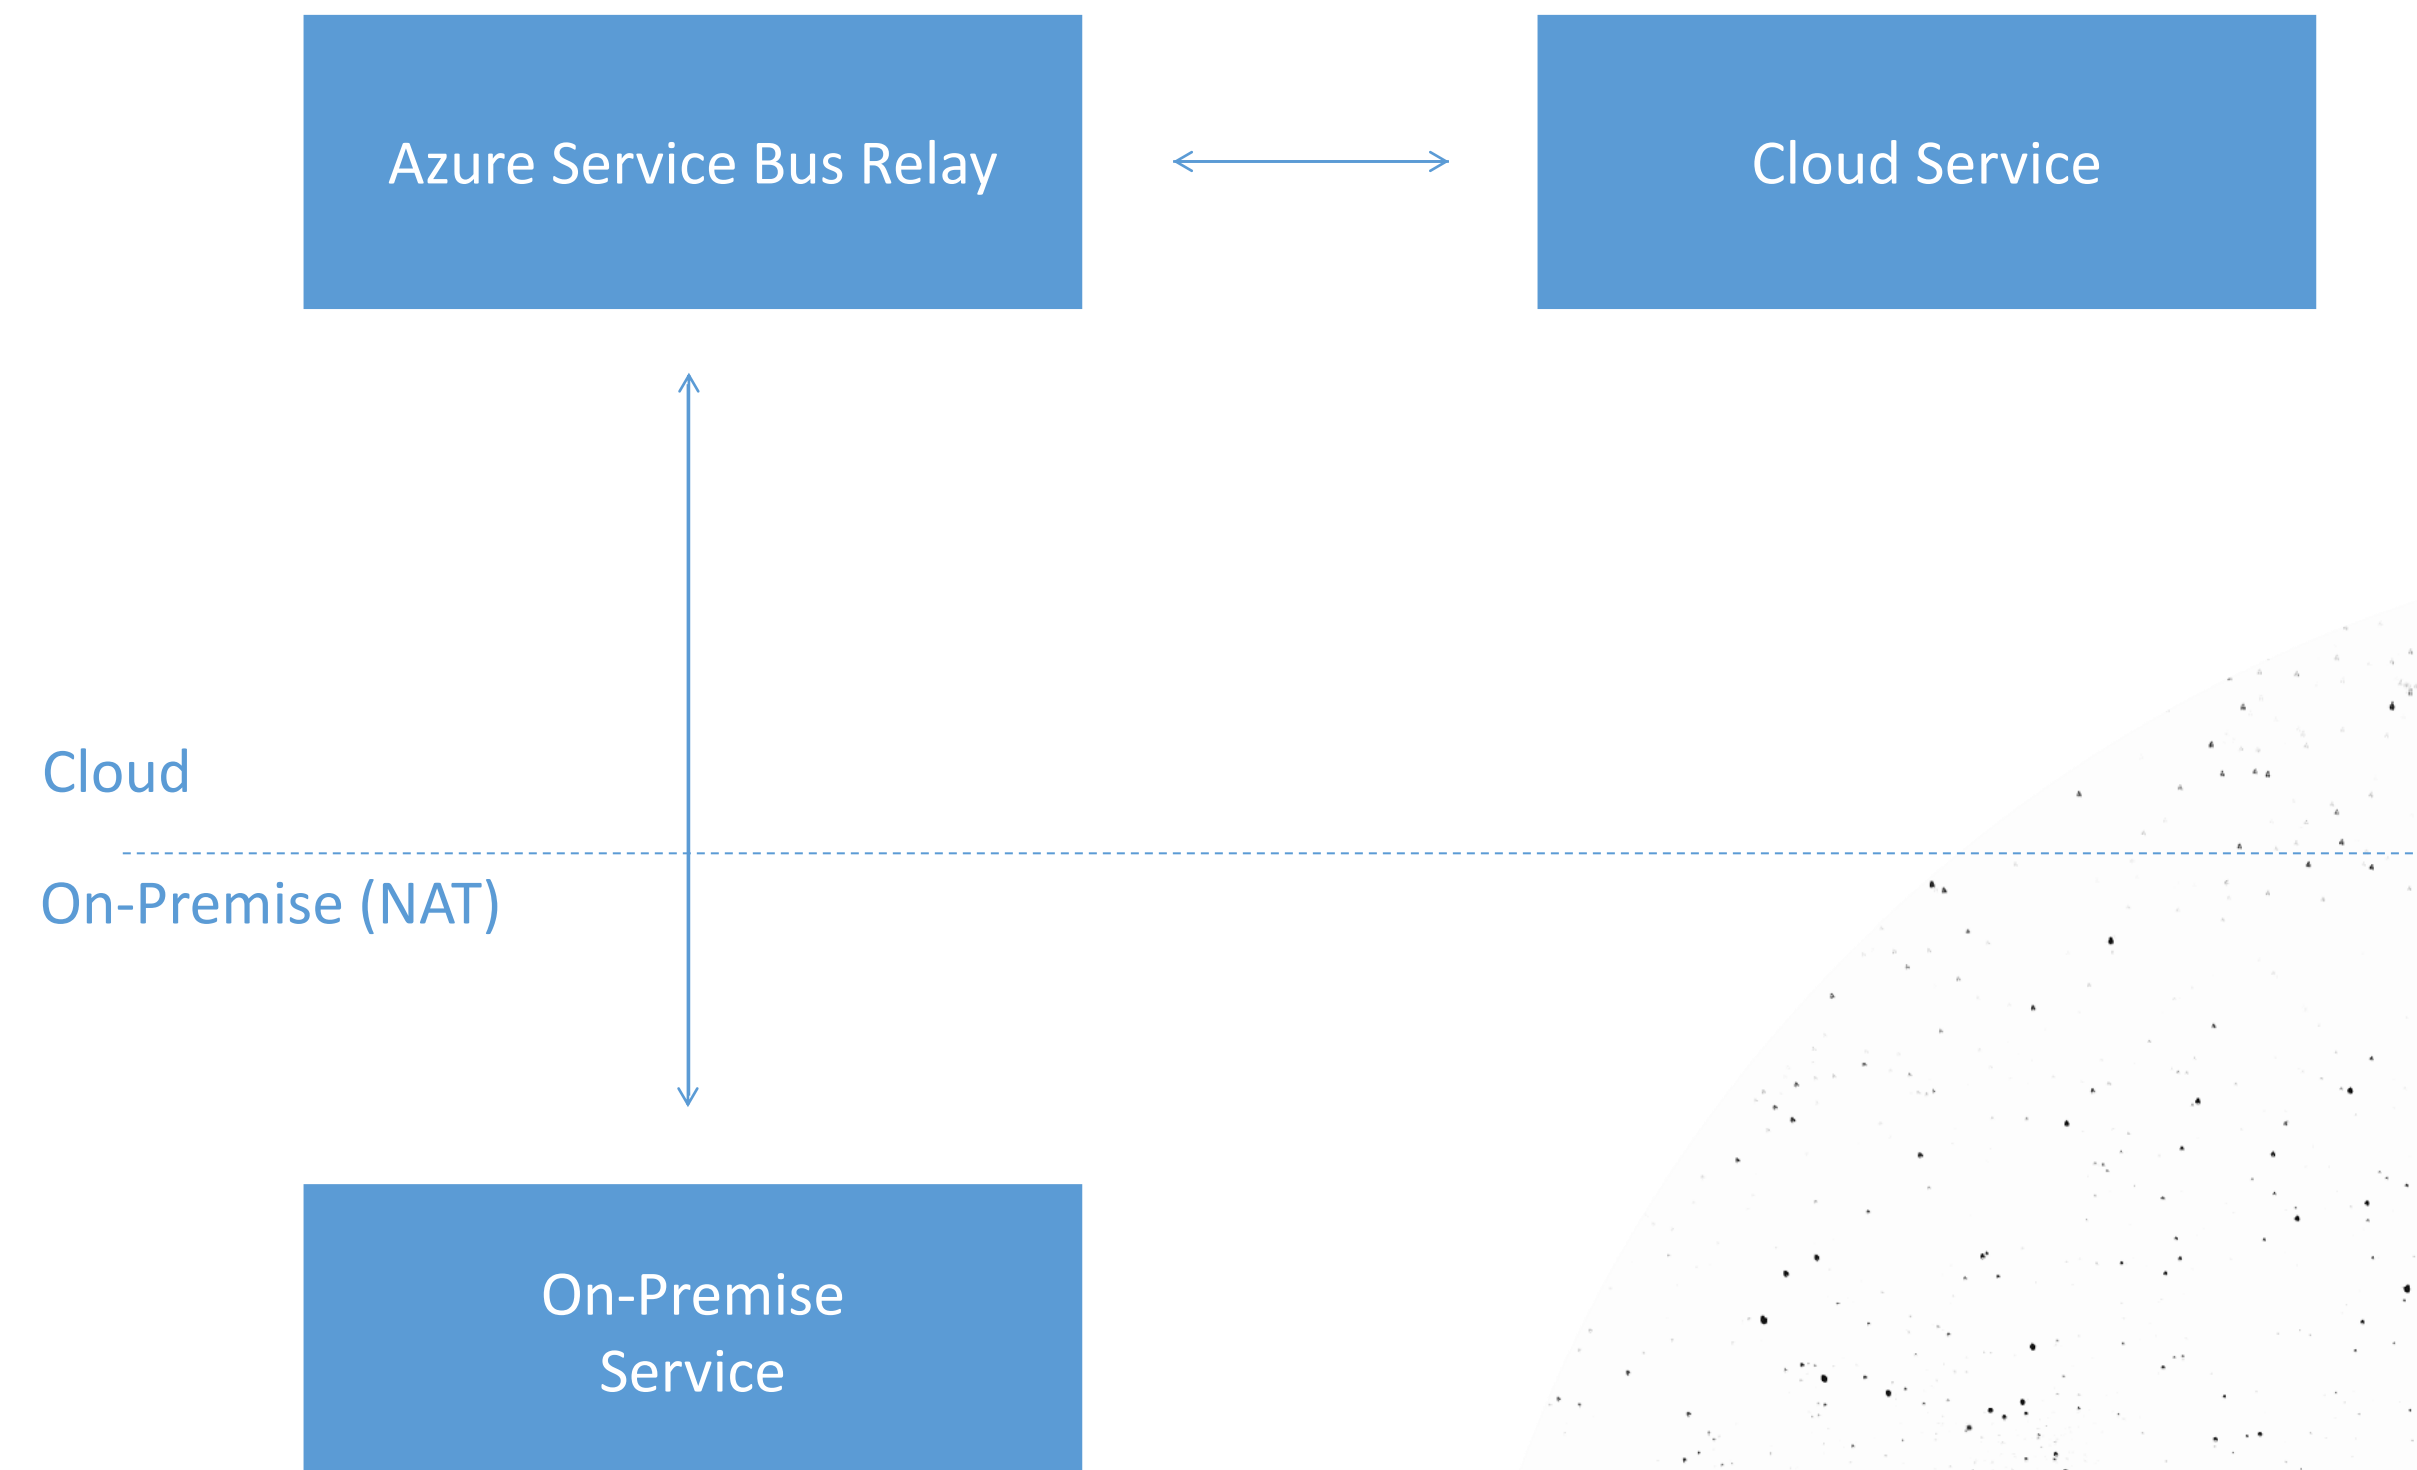 Azure Service Bus Relay
Cloud Service
Cloud
On-Premise (NAT)
On-Premise
Service